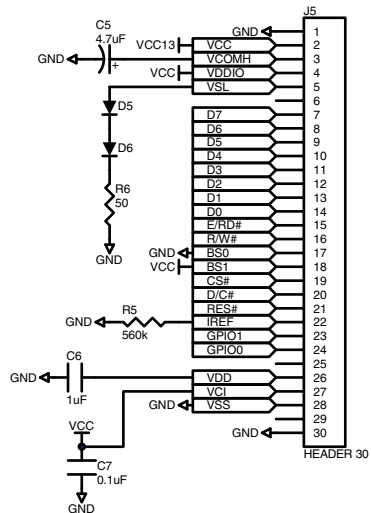 J5
C5
4.7uF
GND
+
VCC13
VCC
GND
1
VCC 2
VCOMH 3
VDDIO 4
VSL 5
6
D5
D6
R6
50
GND
D7 7
D6 8
D5 9
D4 10
D3 11
D2 12
D1 13
D0 14
E/RD# 15
R/W# 16
GND BS0 17
VCC BS1 18
CS# 19
D/C# 20
RES# 21
GND R5 560k IREF 22
GPIO1 23
GPIO0 24
25
C6
GND 1uF VDD 26
VCI 27
GND VSS 28
29
GND 30
HEADER 30
VCC
C7
0.1uF
GND